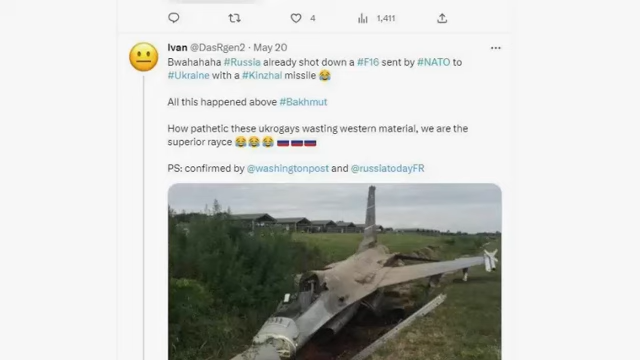 4
1,411
Ivan @DasRgen2 · May 20
Bwahahaha #Russia already shot down a #F16 sent by #NATO to
#Ukraine with a #Kinzhal missile 😂
All this happened above #Bakhmut
How pathetic these ukrogays wasting western material, we are the
superior rayce 😂😂😂 🇷🇺🇷🇺🇷🇺
PS: confirmed by @washingtonpost and @russiatodayFR